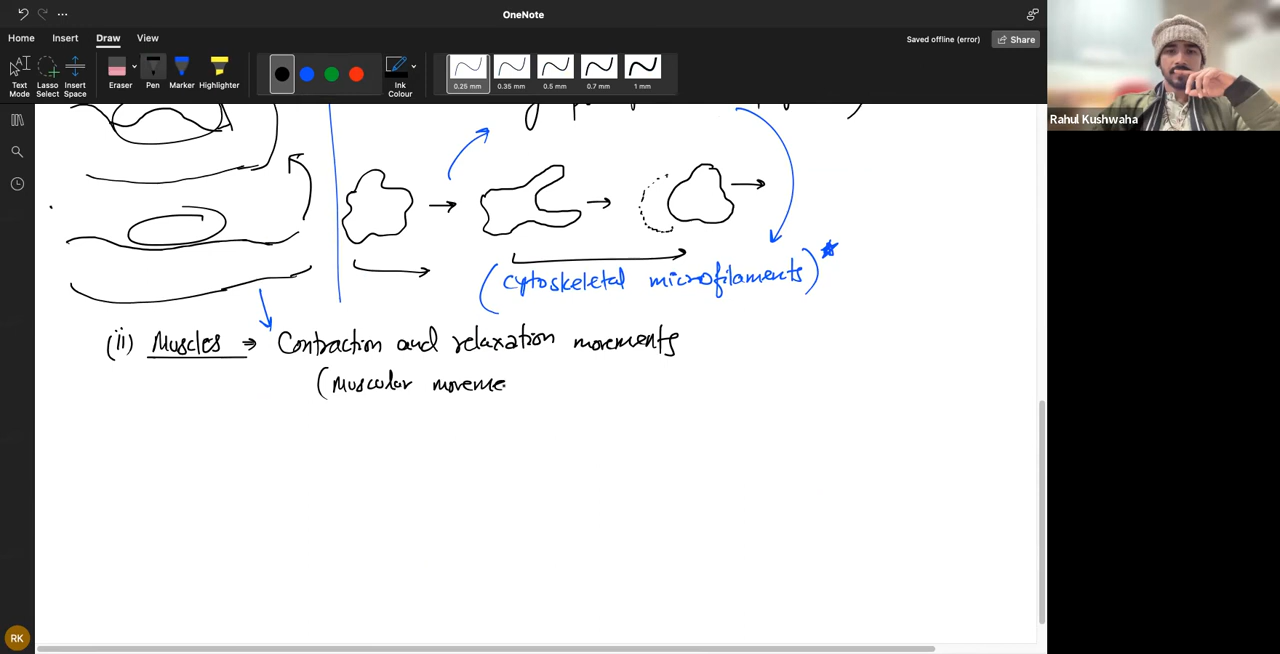 OneNote
Home Insert Draw View
Saved offline (error)
Share
Text Mode
Lasso Select
Insert Space
Eraser
Pen
Marker
Highlighter
Ink Colour
0.25 mm
0.35 mm
0.5 mm
0.7 mm
1 mm
Rahul Kushwaha
(cytoskeletal microfilaments)
(ii) Muscles ⇒ Contraction and relaxation movements
(Muscular moveme
RK